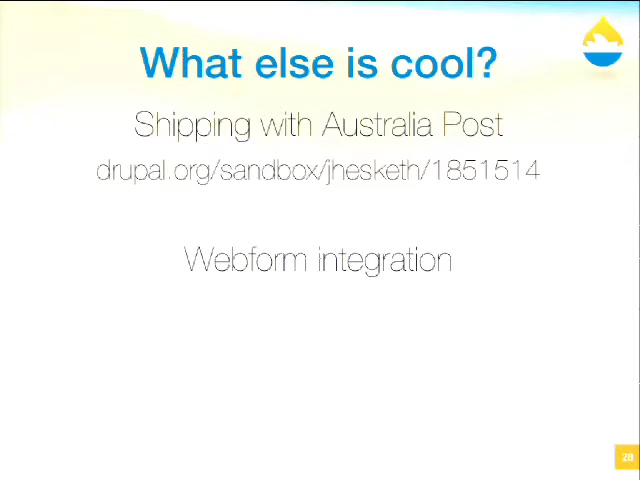 What else is cool?
Shipping with Australia Post
drupal.org/sandbox/jhesketh/1851514
Webform integration
28